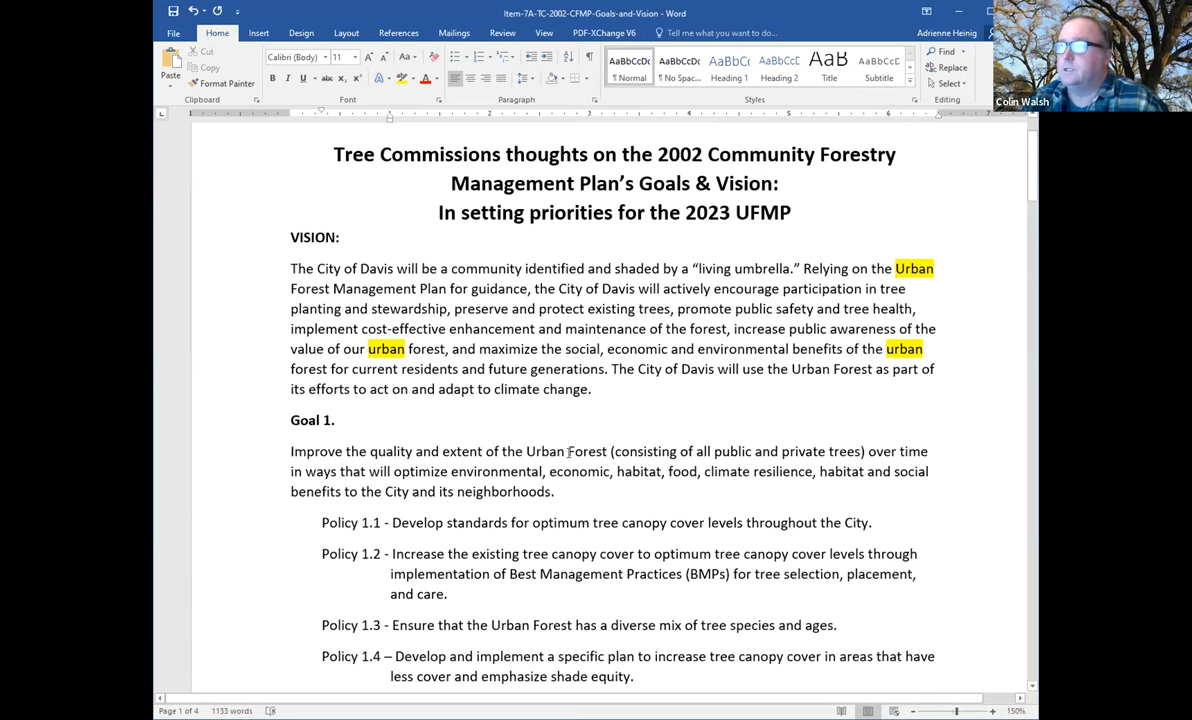 Item-7A-TC-2002-CFMP-Goals-and-Vision - Word
File Home Insert Design Layout References Mailings Review View PDF-XChange V6 Tell me what you want to do... Adrienne Heinig
Paste Cut Copy Format Painter
Calibri (Body) 11
Normal No Spac... Heading 1 Heading 2 Title Subtitle
Find Replace Select
Clipboard Font Paragraph Styles Editing
Colin Walsh
Tree Commissions thoughts on the 2002 Community Forestry
Management Plan's Goals & Vision:
In setting priorities for the 2023 UFMP
VISION:
The City of Davis will be a community identified and shaded by a “living umbrella.” Relying on the Urban
Forest Management Plan for guidance, the City of Davis will actively encourage participation in tree
planting and stewardship, preserve and protect existing trees, promote public safety and tree health,
implement cost-effective enhancement and maintenance of the forest, increase public awareness of the
value of our urban forest, and maximize the social, economic and environmental benefits of the urban
forest for current residents and future generations. The City of Davis will use the Urban Forest as part of
its efforts to act on and adapt to climate change.
Goal 1.
Improve the quality and extent of the Urban Forest (consisting of all public and private trees) over time
in ways that will optimize environmental, economic, habitat, food, climate resilience, habitat and social
benefits to the City and its neighborhoods.
Policy 1.1 - Develop standards for optimum tree canopy cover levels throughout the City.
Policy 1.2 - Increase the existing tree canopy cover to optimum tree canopy cover levels through
implementation of Best Management Practices (BMPs) for tree selection, placement,
and care.
Policy 1.3 - Ensure that the Urban Forest has a diverse mix of tree species and ages.
Policy 1.4 – Develop and implement a specific plan to increase tree canopy cover in areas that have
less cover and emphasize shade equity.
Page 1 of 4 1133 words 150%